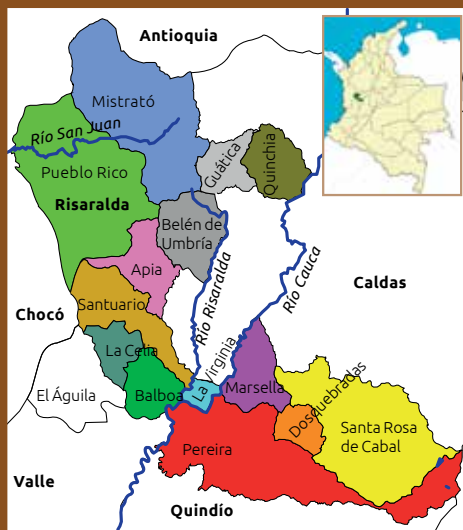 Antioquia
Mistrató
Río San Juan
Guática
Quinchia
Pueblo Rico
Risaralda
Belén de
Umbría
Apia
Río Risaralda
Río Cauca
Caldas
Chocó
Santuario
La Celia
La Virginia
El Águila
Balboa
Marsella
Dosquebradas
Santa Rosa
de Cabal
Pereira
Valle
Quindío